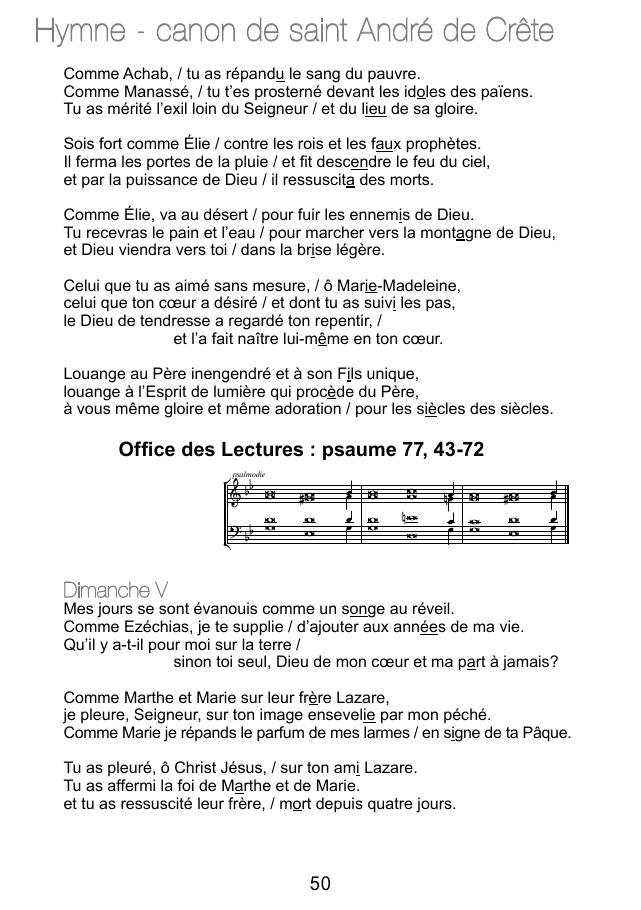 Hymne - canon de saint André de Crête
Comme Achab, / tu as répandu le sang du pauvre.
Comme Manassé, / tu t'es prosterné devant les idoles des païens.
Tu as mérité l'exil loin du Seigneur / et du lieu de sa gloire.
Sois fort comme Élie / contre les rois et les faux prophètes.
Il ferma les portes de la pluie / et fit descendre le feu du ciel,
et par la puissance de Dieu / il ressuscita des morts.
Comme Élie, va au désert / pour fuir les ennemis de Dieu.
Tu recevras le pain et l'eau / pour marcher vers la montagne de Dieu,
et Dieu viendra vers toi / dans la brise légère.
Celui que tu as aimé sans mesure, / ô Marie-Madeleine,
celui que ton cœur a désiré / et dont tu as suivi les pas,
le Dieu de tendresse a regardé ton repentir, /
et l'a fait naître lui-même en ton cœur.
Louange au Père inengendré et à son Fils unique,
louange à l'Esprit de lumière qui procède du Père,
à vous même gloire et même adoration / pour les siècles des siècles.
Office des Lectures : psaume 77, 43-72
psalmodie
Dimanche V
Mes jours se sont évanouis comme un songe au réveil.
Comme Ezéchias, je te supplie / d'ajouter aux années de ma vie.
Qu'il y a-t-il pour moi sur la terre /
sinon toi seul, Dieu de mon cœur et ma part à jamais?
Comme Marthe et Marie sur leur frère Lazare,
je pleure, Seigneur, sur ton image ensevelie par mon péché.
Comme Marie je répands le parfum de mes larmes / en signe de ta Pâque.
Tu as pleuré, ô Christ Jésus, / sur ton ami Lazare.
Tu as affermi la foi de Marthe et de Marie.
et tu as ressuscité leur frère, / mort depuis quatre jours.
50